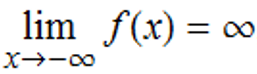 lim f(x) = ∞
x→−∞